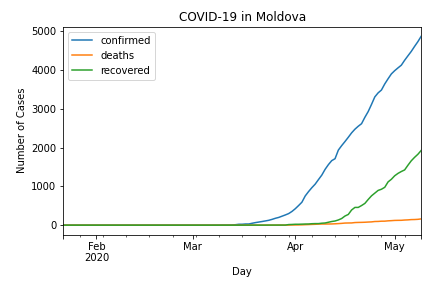 COVID-19 in Moldova
confirmed
deaths
recovered
5000
4000
3000
2000
1000
0
Number of Cases
Feb
2020
Mar
Apr
May
Day